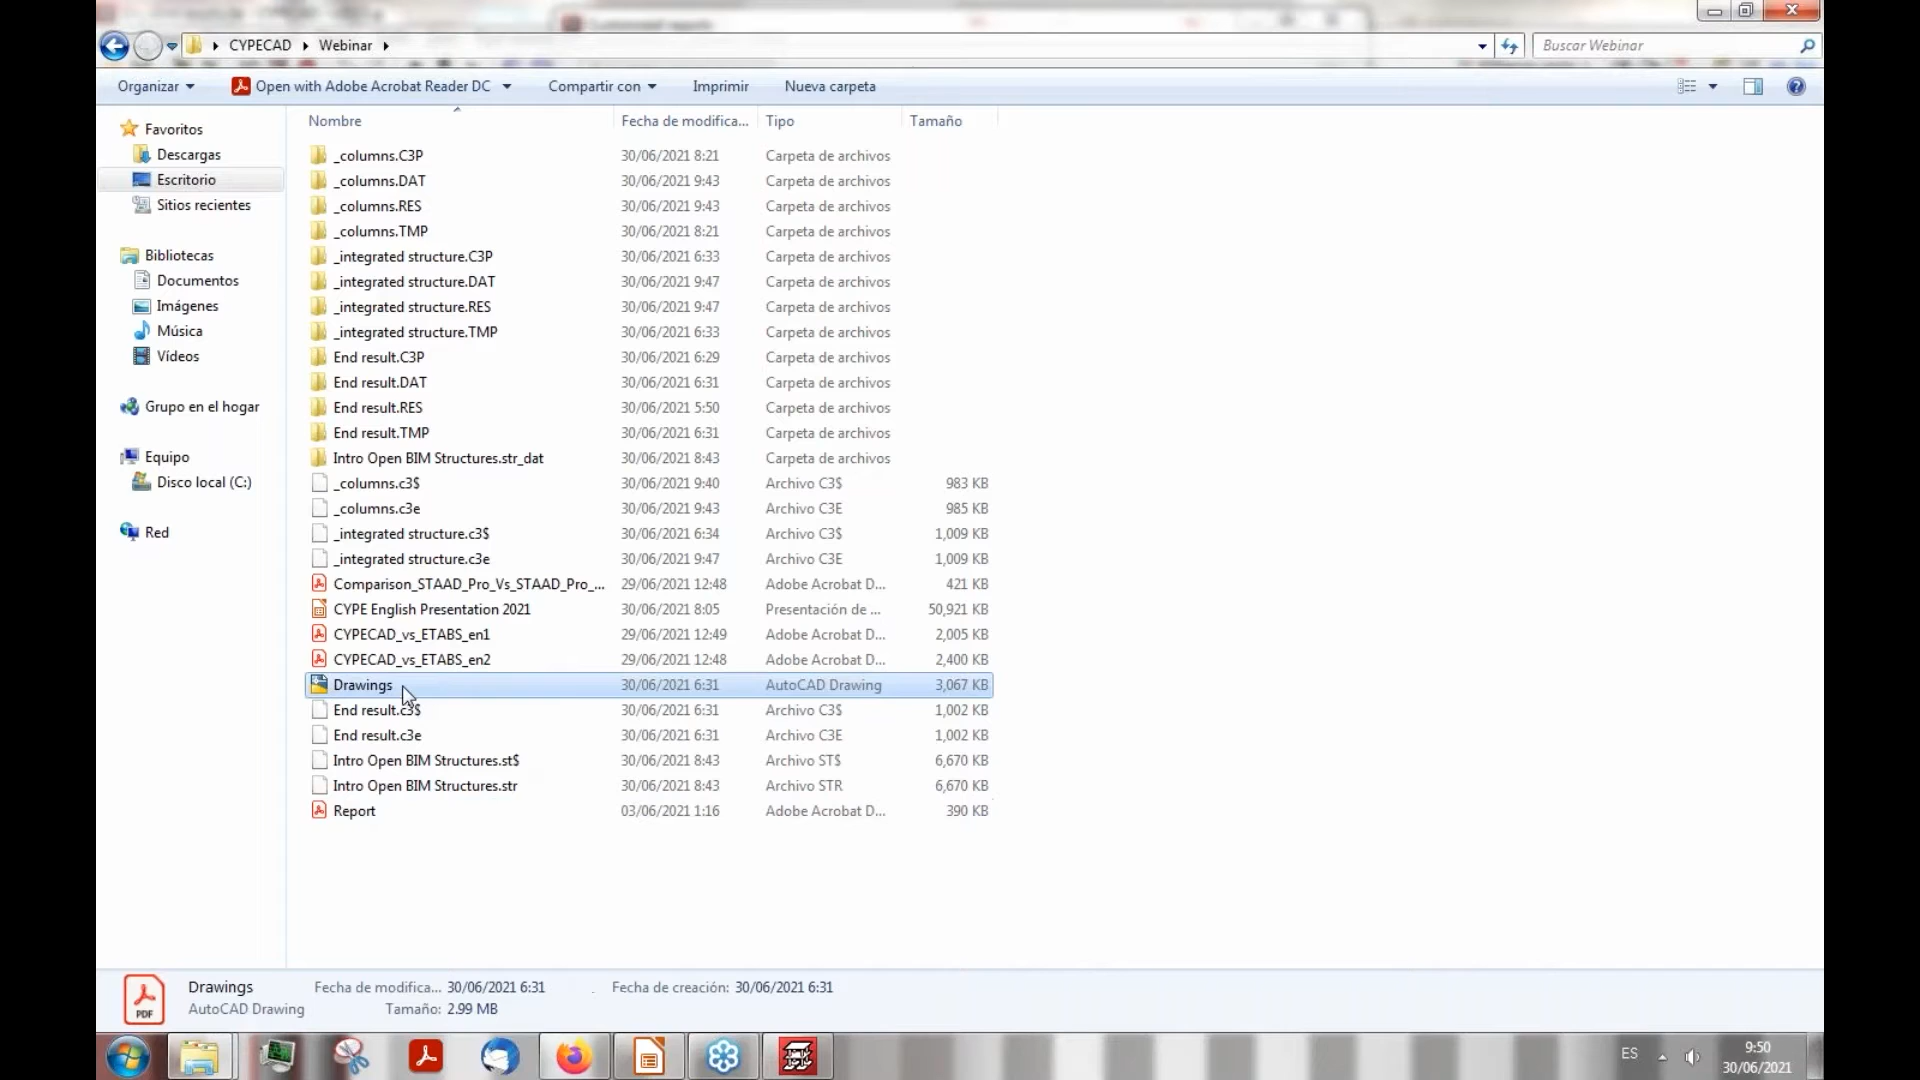 CYPECAD Webinar
Buscar Webinar
Organizar Open with Adobe Acrobat Reader DC Compartir con Imprimir Nueva carpeta
Nombre Fecha de modifica... Tipo Tamaño
Favoritos
Descargas
Escritorio
Sitios recientes
Bibliotecas
Documentos
Imágenes
Música
Vídeos
Grupo en el hogar
Equipo
Disco local (C:)
Red
_columns.C3P 30/06/2021 8:21 Carpeta de archivos
_columns.DAT 30/06/2021 9:43 Carpeta de archivos
_columns.RES 30/06/2021 9:43 Carpeta de archivos
_columns.TMP 30/06/2021 8:21 Carpeta de archivos
_integrated structure.C3P 30/06/2021 6:33 Carpeta de archivos
_integrated structure.DAT 30/06/2021 9:47 Carpeta de archivos
_integrated structure.RES 30/06/2021 9:47 Carpeta de archivos
_integrated structure.TMP 30/06/2021 6:33 Carpeta de archivos
End result.C3P 30/06/2021 6:29 Carpeta de archivos
End result.DAT 30/06/2021 6:31 Carpeta de archivos
End result.RES 30/06/2021 5:50 Carpeta de archivos
End result.TMP 30/06/2021 6:31 Carpeta de archivos
Intro Open BIM Structures.str_dat 30/06/2021 8:43 Carpeta de archivos
_columns.c3$ 30/06/2021 9:40 Archivo C3$ 983 KB
_columns.c3e 30/06/2021 9:43 Archivo C3E 985 KB
_integrated structure.c3$ 30/06/2021 6:34 Archivo C3$ 1,009 KB
_integrated structure.c3e 30/06/2021 9:47 Archivo C3E 1,009 KB
Comparison_STAAD_Pro_Vs_STAAD_Pro_... 29/06/2021 12:48 Adobe Acrobat D... 421 KB
CYPE English Presentation 2021 30/06/2021 8:05 Presentación de ... 50,921 KB
CYPECAD_vs_ETABS_en1 29/06/2021 12:49 Adobe Acrobat D... 2,005 KB
CYPECAD_vs_ETABS_en2 29/06/2021 12:48 Adobe Acrobat D... 2,400 KB
Drawings 30/06/2021 6:31 AutoCAD Drawing 3,067 KB
End result.c3$ 30/06/2021 6:31 Archivo C3$ 1,002 KB
End result.c3e 30/06/2021 6:31 Archivo C3E 1,002 KB
Intro Open BIM Structures.st$ 30/06/2021 8:43 Archivo ST$ 6,670 KB
Intro Open BIM Structures.str 30/06/2021 8:43 Archivo STR 6,670 KB
Report 03/06/2021 1:16 Adobe Acrobat D... 390 KB
PDF
Drawings Fecha de modifica... 30/06/2021 6:31 Fecha de creación: 30/06/2021 6:31
AutoCAD Drawing Tamaño: 2.99 MB
ES
9:50
30/06/2021